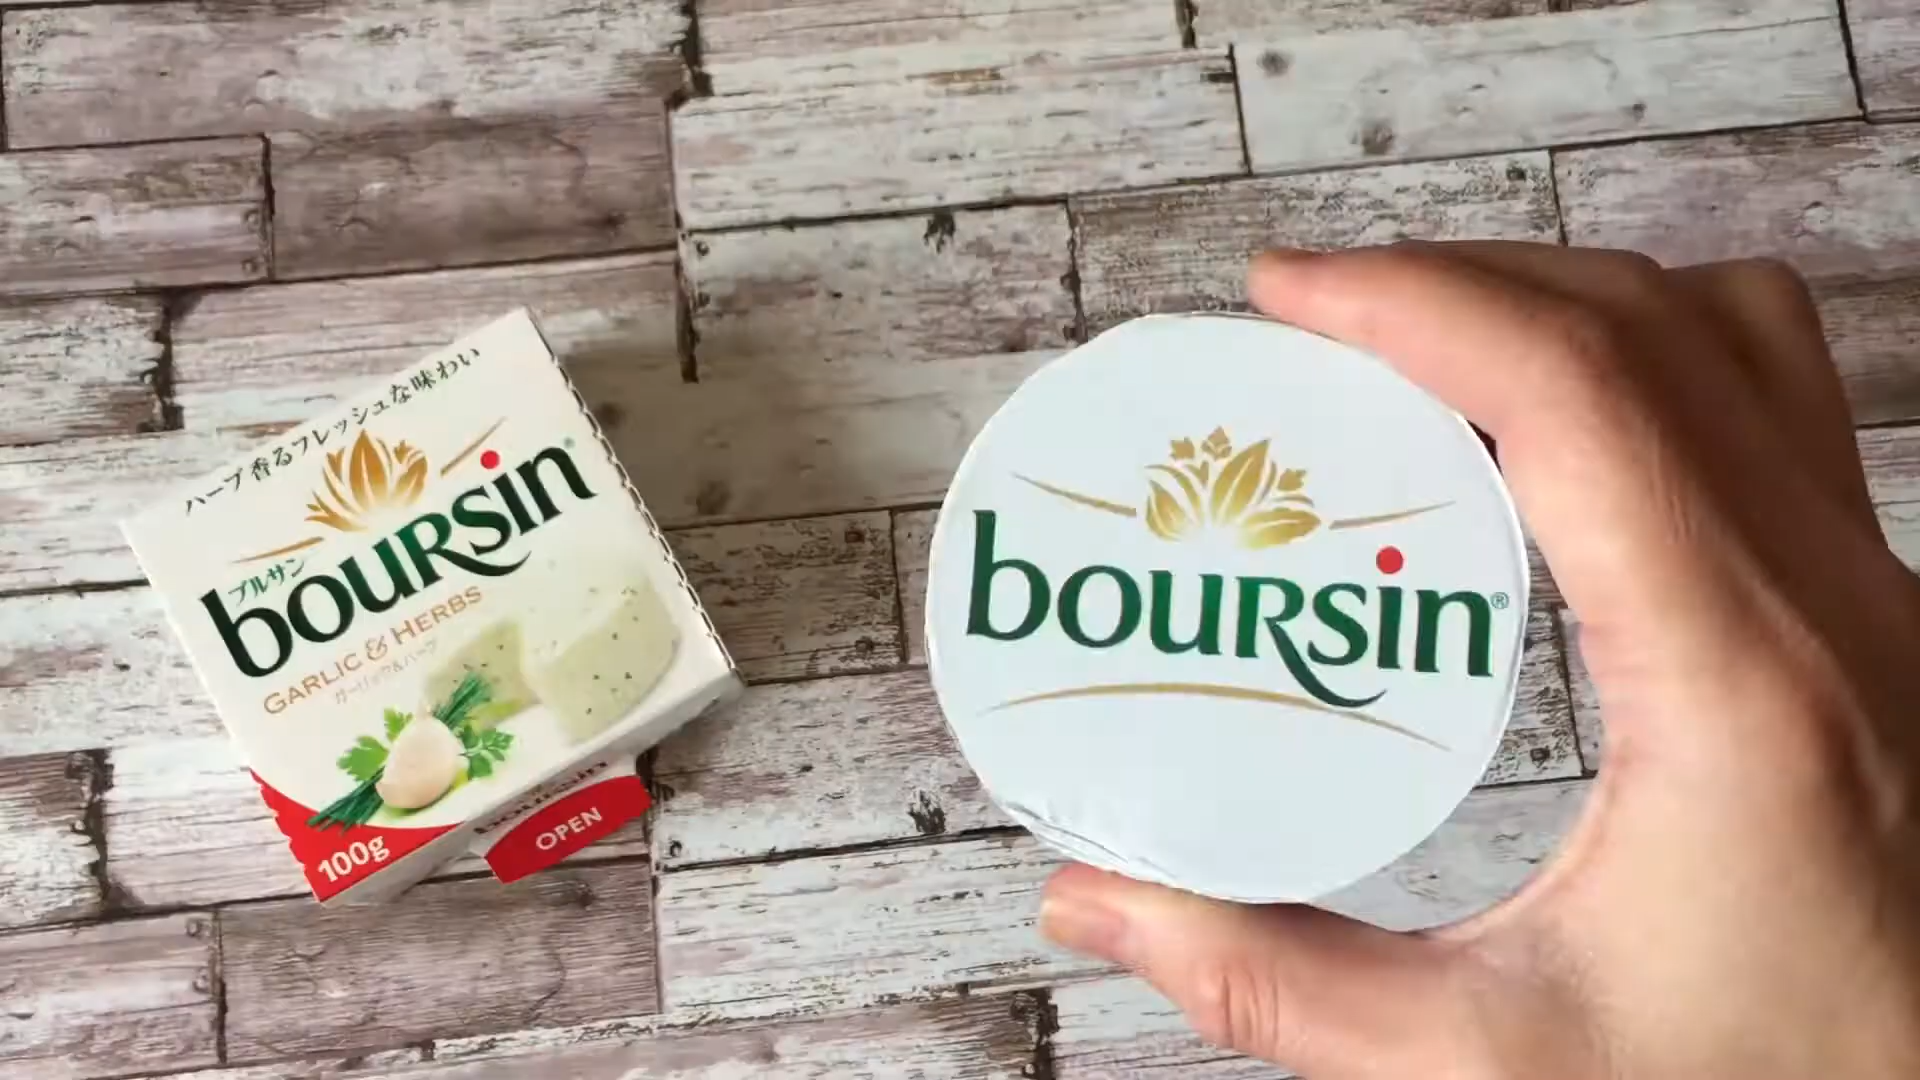 ハーブ香るフレッシュな味わい
boursin®
ブルサン
GARLIC & HERBS
ガーリック&ハーブ
100g
boursin
OPEN
boursin®